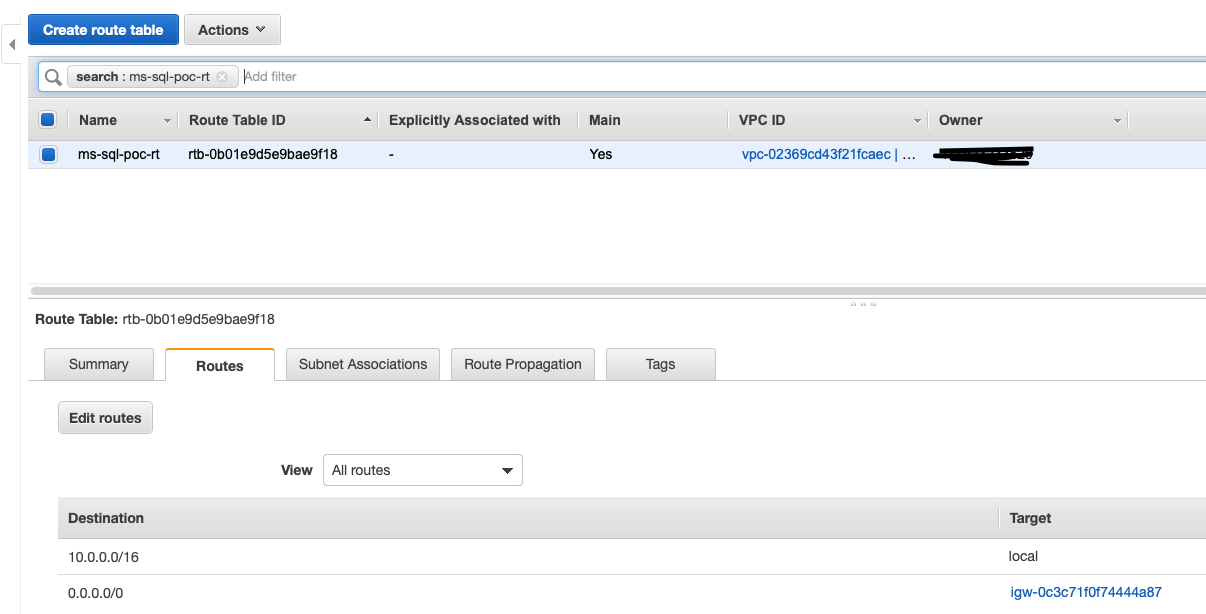 Create route table Actions
search : ms-sql-poc-rt Add filter
Name Route Table ID Explicitly Associated with Main VPC ID Owner
ms-sql-poc-rt rtb-0b01e9d5e9bae9f18 - Yes vpc-02369cd43f21fcaec | ...
Route Table: rtb-0b01e9d5e9bae9f18
Summary Routes Subnet Associations Route Propagation Tags
Edit routes
View All routes
Destination Target
10.0.0.0/16 local
0.0.0.0/0 igw-0c3c71f0f74444a87